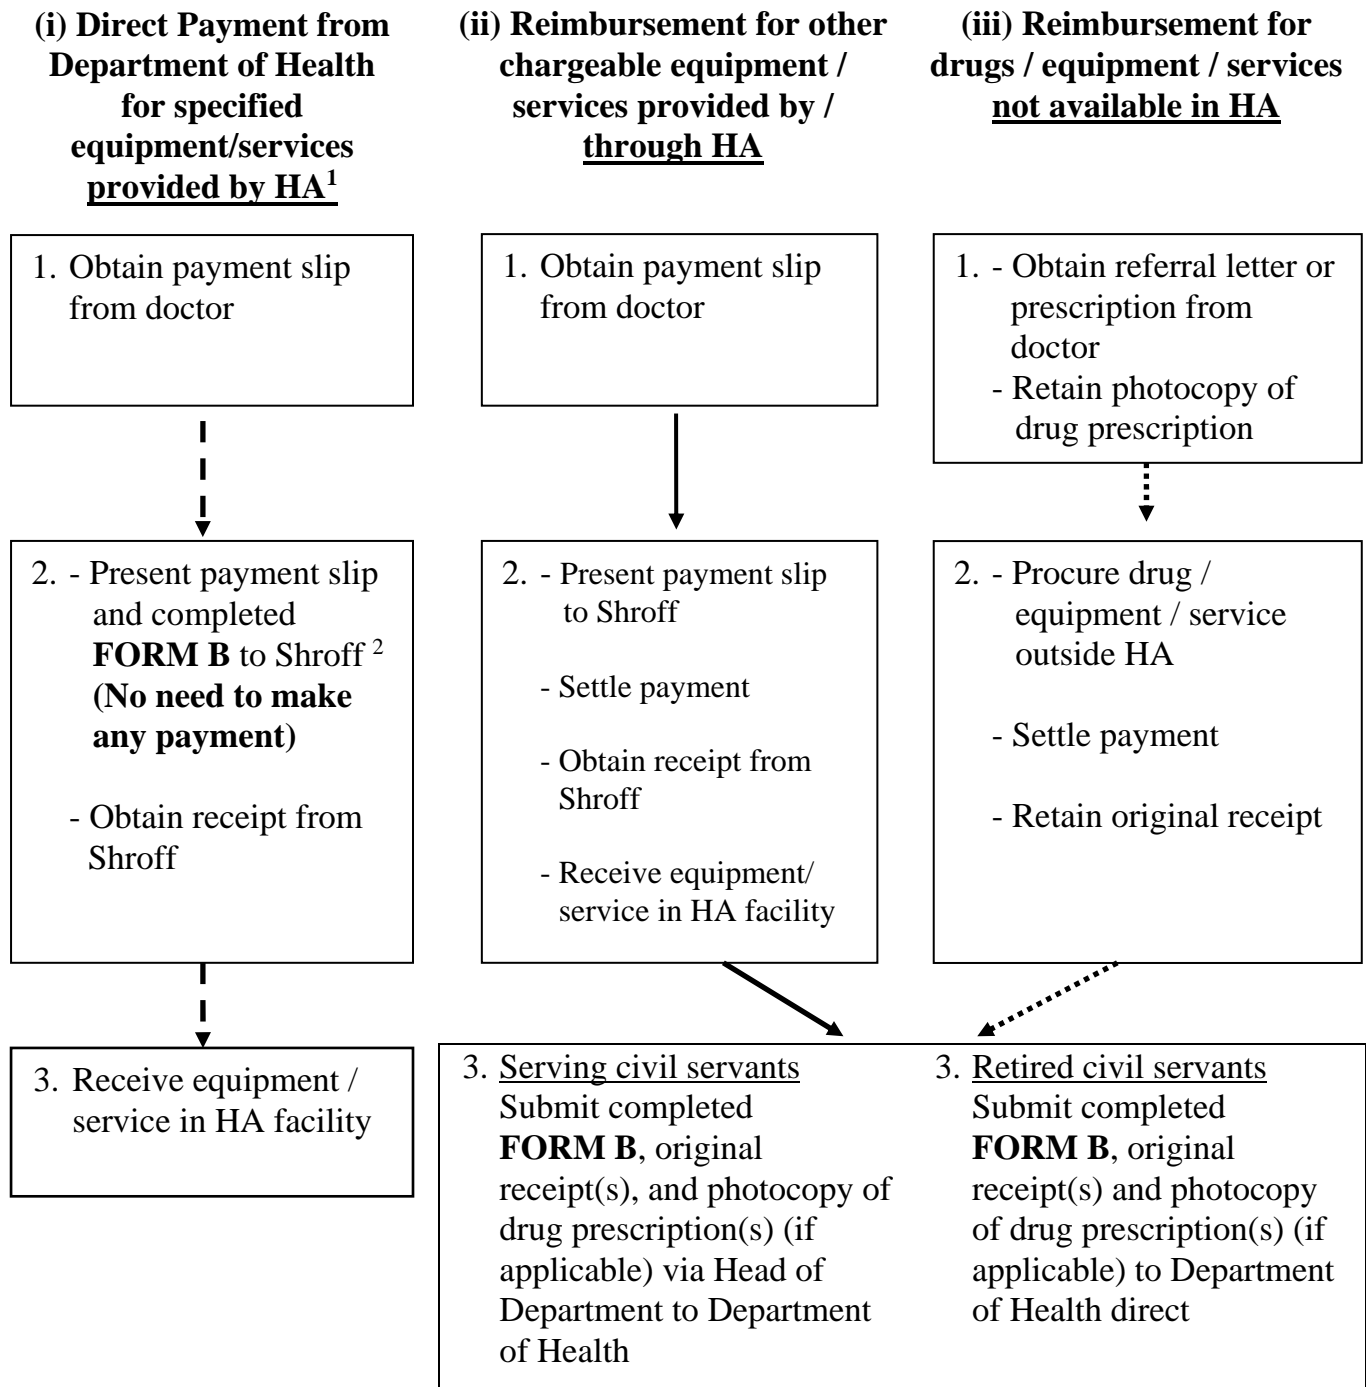 (i) Direct Payment from
Department of Health
for specified
equipment/services
provided by HA1
(ii) Reimbursement for other
chargeable equipment /
services provided by /
through HA
(iii) Reimbursement for
drugs / equipment / services
not available in HA
1. Obtain payment slip
from doctor
1. Obtain payment slip
from doctor
1. - Obtain referral letter or
prescription from
doctor
- Retain photocopy of
drug prescription
2. - Present payment slip
and completed
FORM B to Shroff 2
(No need to make
any payment)
- Obtain receipt from
Shroff
2. - Present payment slip
to Shroff
- Settle payment
- Obtain receipt from
Shroff
- Receive equipment/
service in HA facility
2. - Procure drug /
equipment / service
outside HA
- Settle payment
- Retain original receipt
3. Receive equipment /
service in HA facility
3. Serving civil servants
Submit completed
FORM B, original
receipt(s), and photocopy of
drug prescription(s) (if
applicable) via Head of
Department to Department
of Health
3. Retired civil servants
Submit completed
FORM B, original
receipt(s) and photocopy
of drug prescription(s) (if
applicable) to Department
of Health direct